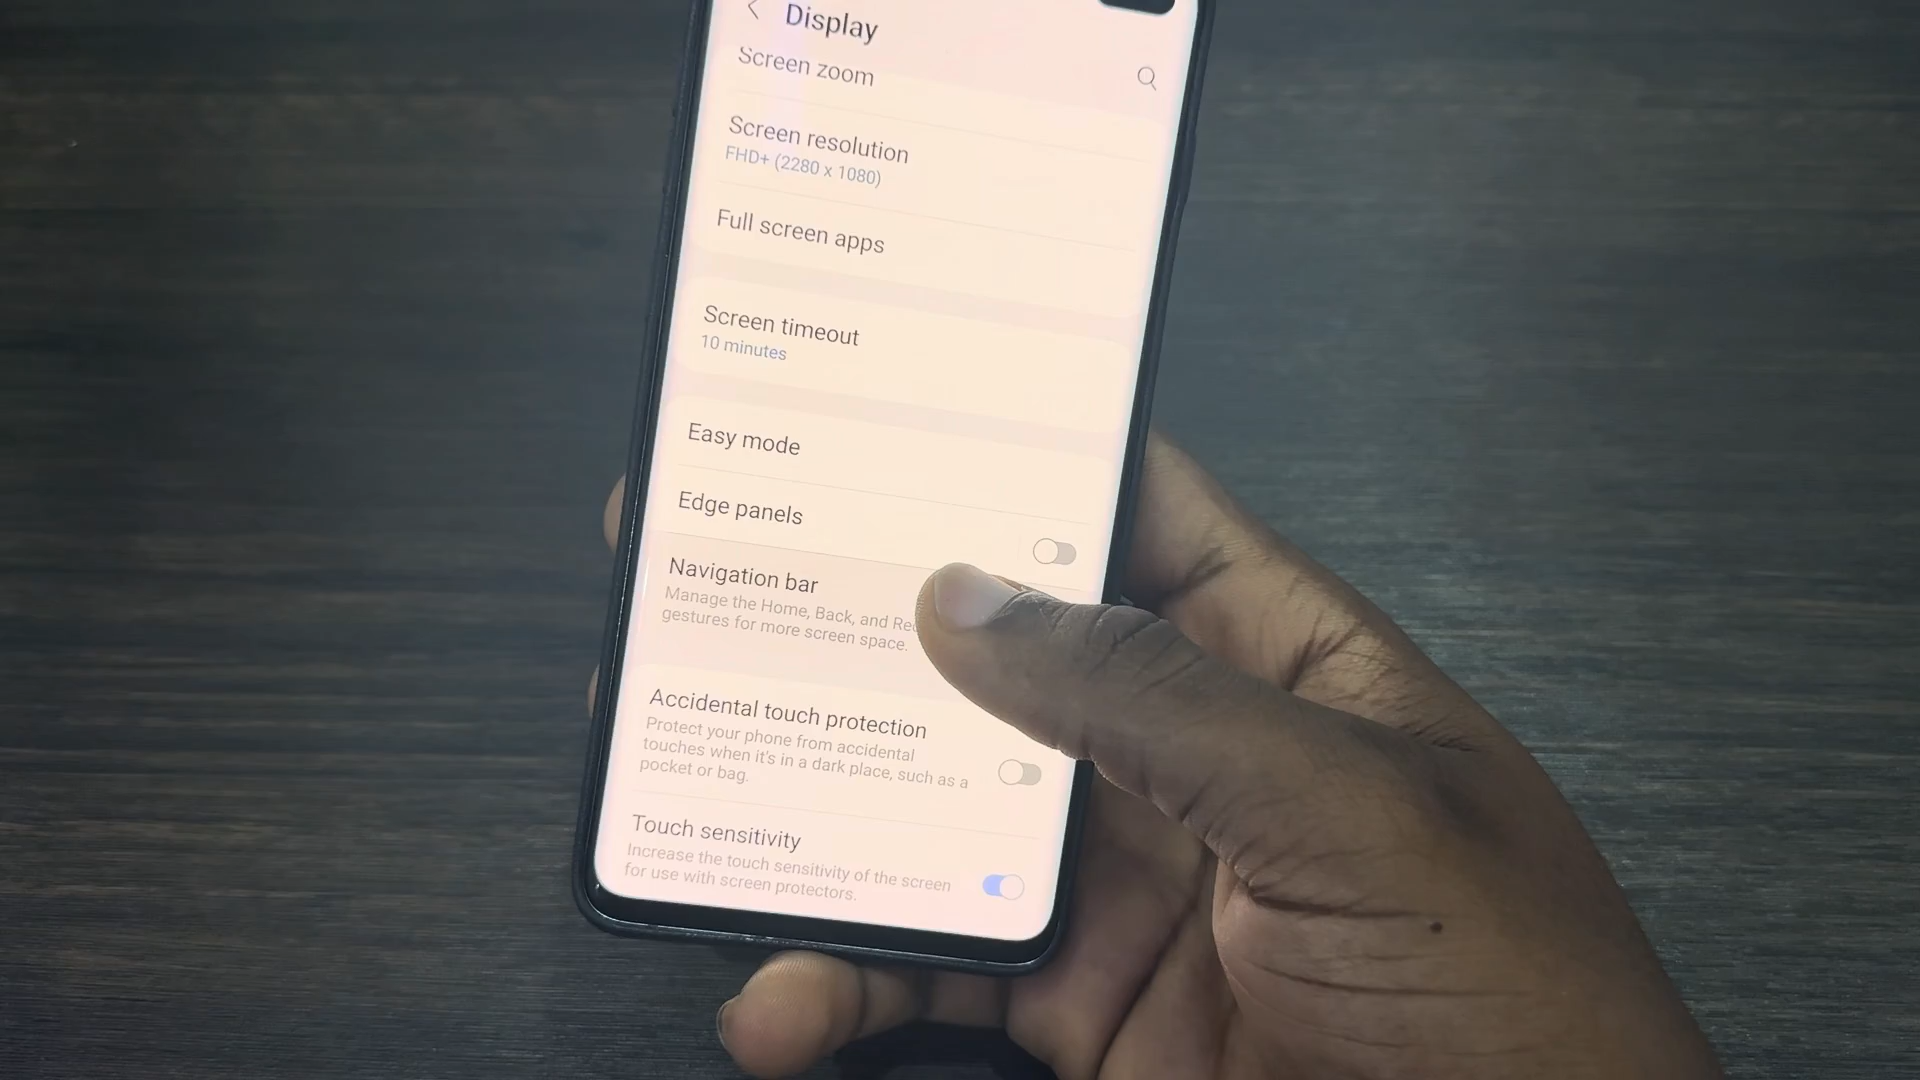 Display
Screen zoom
Screen resolution
FHD+ (2280 x 1080)
Full screen apps
Screen timeout
10 minutes
Easy mode
Edge panels
Navigation bar
Manage the Home, Back, and
gestures for more screen space.
Accidental touch protection
Protect your phone from accidental
touches when it's in a dark place, such as a
pocket or bag.
Touch sensitivity
Increase the touch sensitivity of the screen
for use with screen protectors.